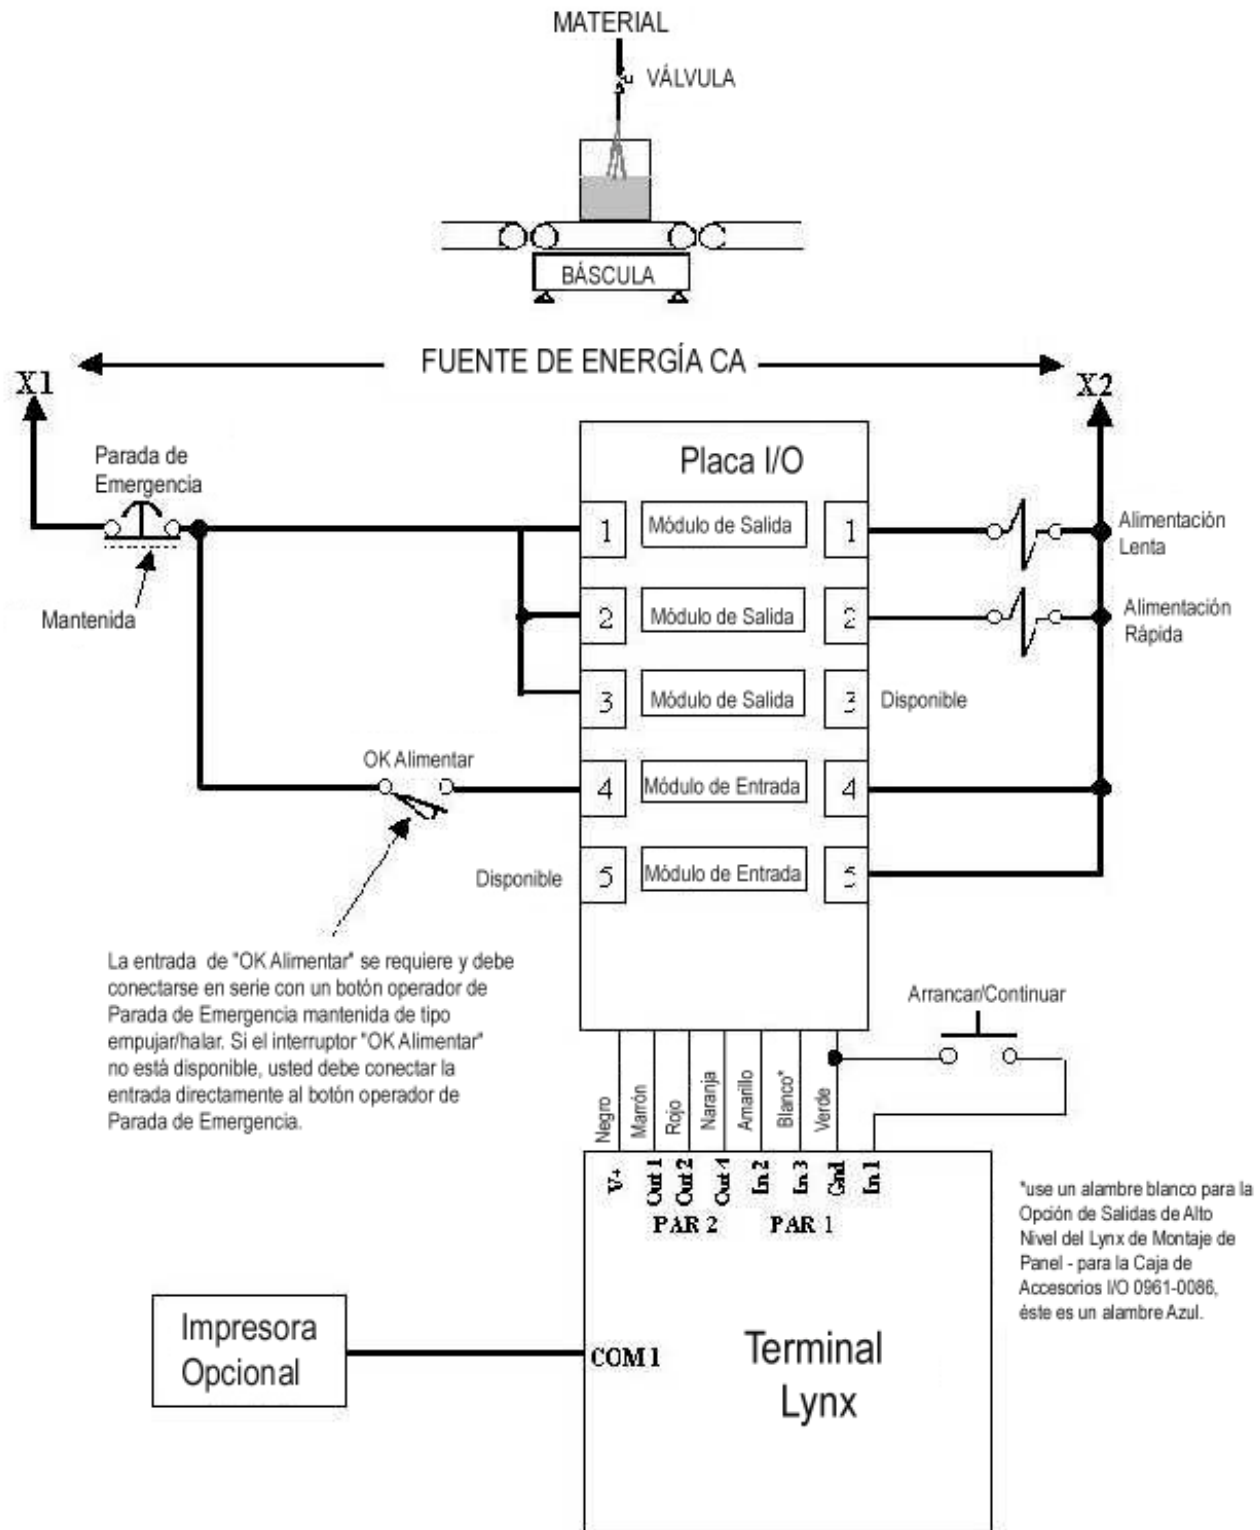 MATERIAL
VÁLVULA
BÁSCULA
FUENTE DE ENERGÍA CA
X1
X2
Parada de
Emergencia
Mantenida
Placa I/O
1 Módulo de Salida 1
Alimentación
Lenta
2 Módulo de Salida 2
Alimentación
Rápida
3 Módulo de Salida 3 Disponible
OK Alimentar
4 Módulo de Entrada 4
Disponible 5 Módulo de Entrada 5
La entrada de "OK Alimentar" se requiere y debe
conectarse en serie con un botón operador de
Parada de Emergencia mantenida de tipo
empujar/halar. Si el interruptor "OK Alimentar"
no està disponible, usted debe conectar la
entrada directamente al botón operador de
Parada de Emergencia.
Arrancar/Continuar
Negro
Marrón
Rojo
Naranja
Amarillo
Blanco*
Verde
V+
Out 1
Out 2
Out 4
In 2
In 3
Gnd
In 1
PAR 2
PAR 1
*use un alambre blanco para la
Opción de Salidas de Alto
Nivel del Lynx de Montaje de
Panel - para la Caja de
Accesorios I/O 0961-0086,
éste es un alambre Azul.
Impresora
Opcional
COM 1
Terminal
Lynx